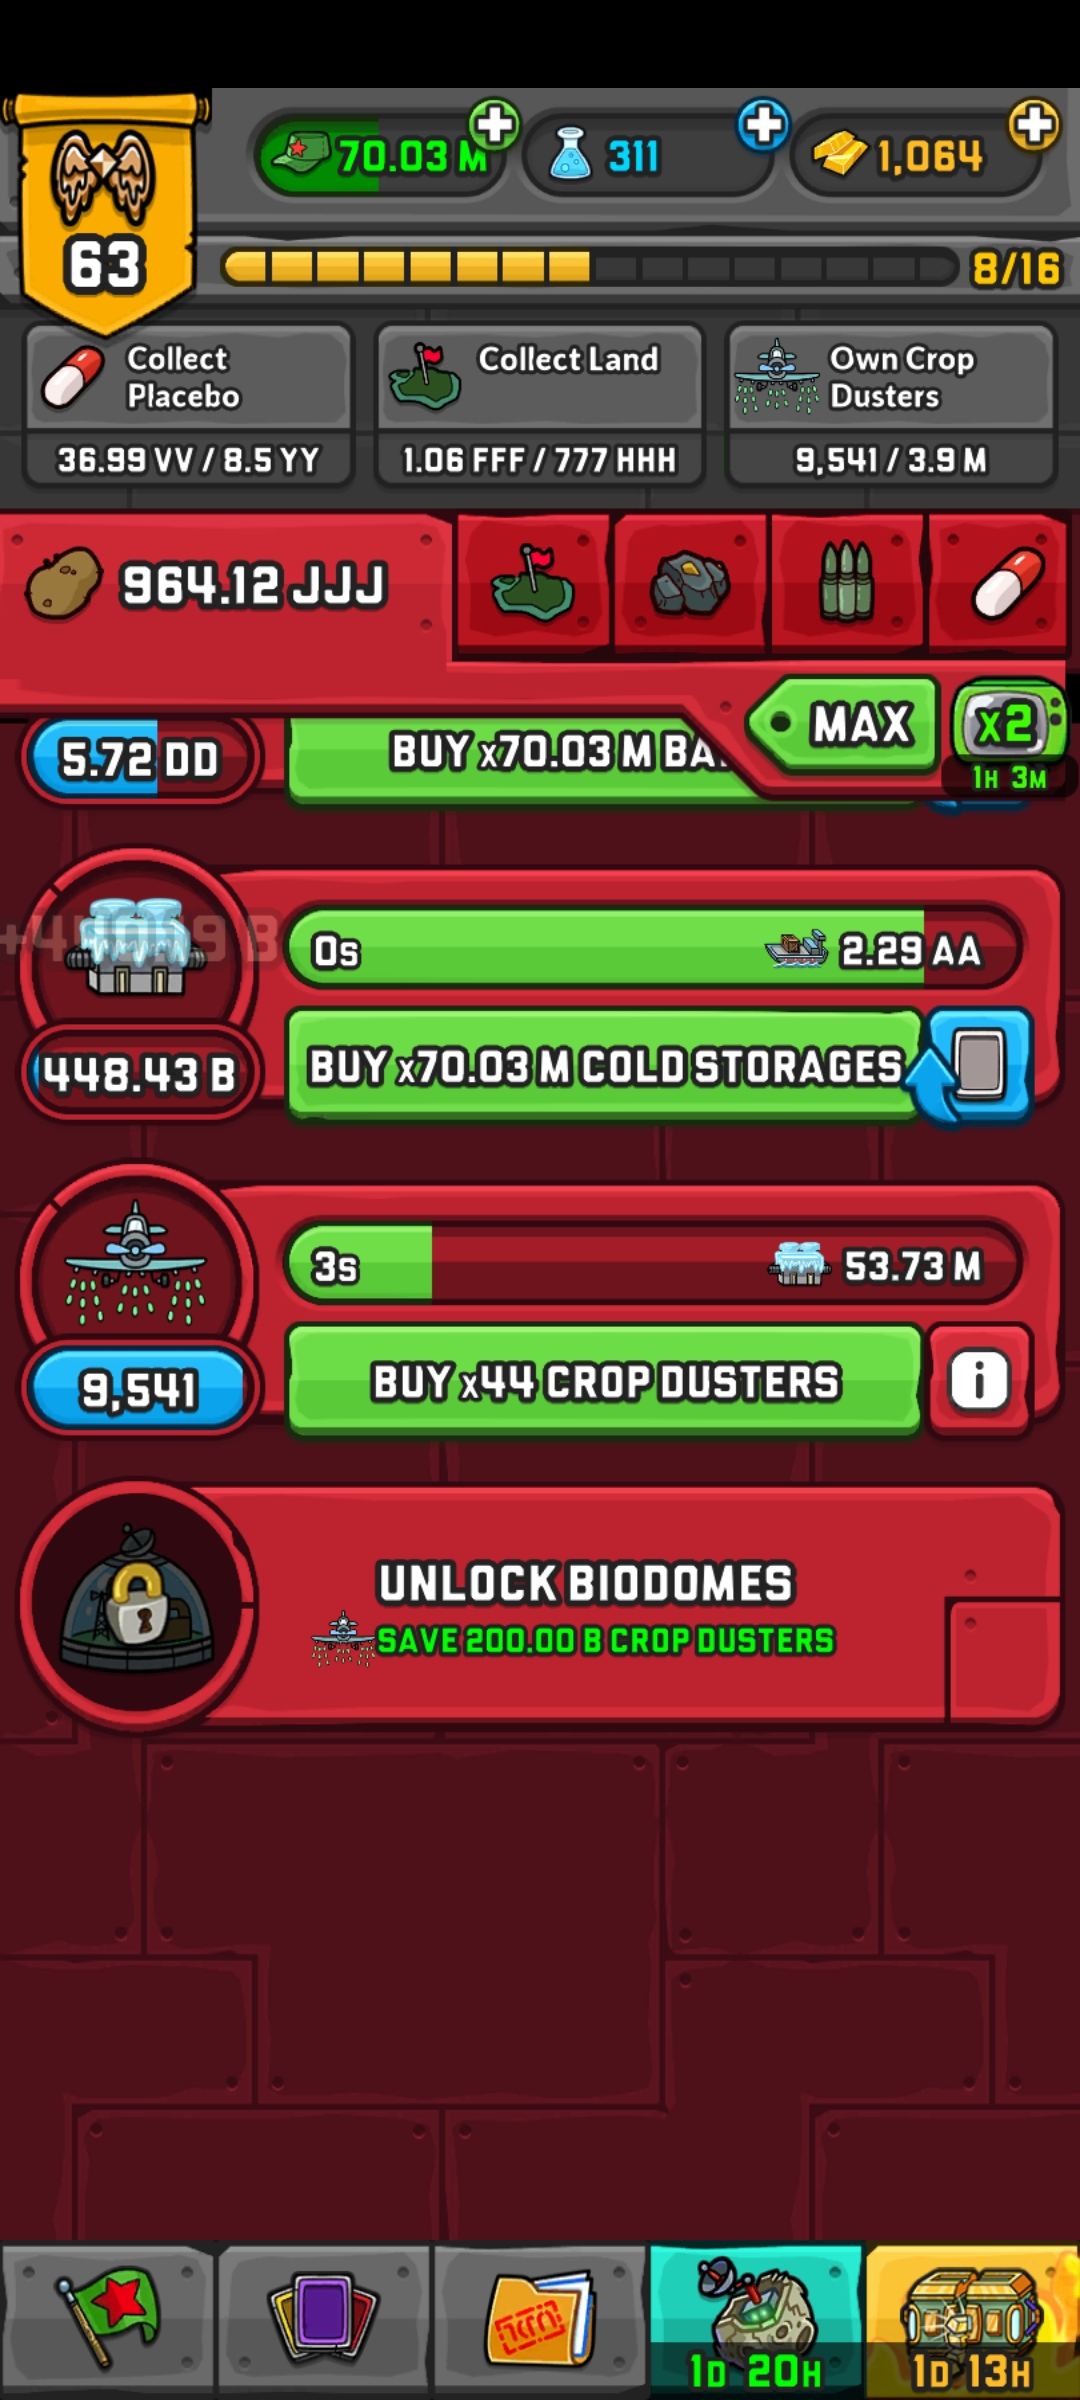 70.03 M
311
1,064
63
8/16
Collect
Placebo
36.99 VV / 8.5 YY
Collect Land
1.06 FFF / 777 HHH
Own Crop
Dusters
9,541 / 3.9 M
964.12 JJJ
MAX
x2
1H 3M
5.72 DD
BUY x70.03 M
0s
2.29 AA
448.43 B
BUY x70.03 M COLD STORAGES
3s
53.73 M
9,541
BUY x44 CROP DUSTERS
i
UNLOCK BIODOMES
SAVE 200.00 B CROP DUSTERS
1D 20H
1D 13H